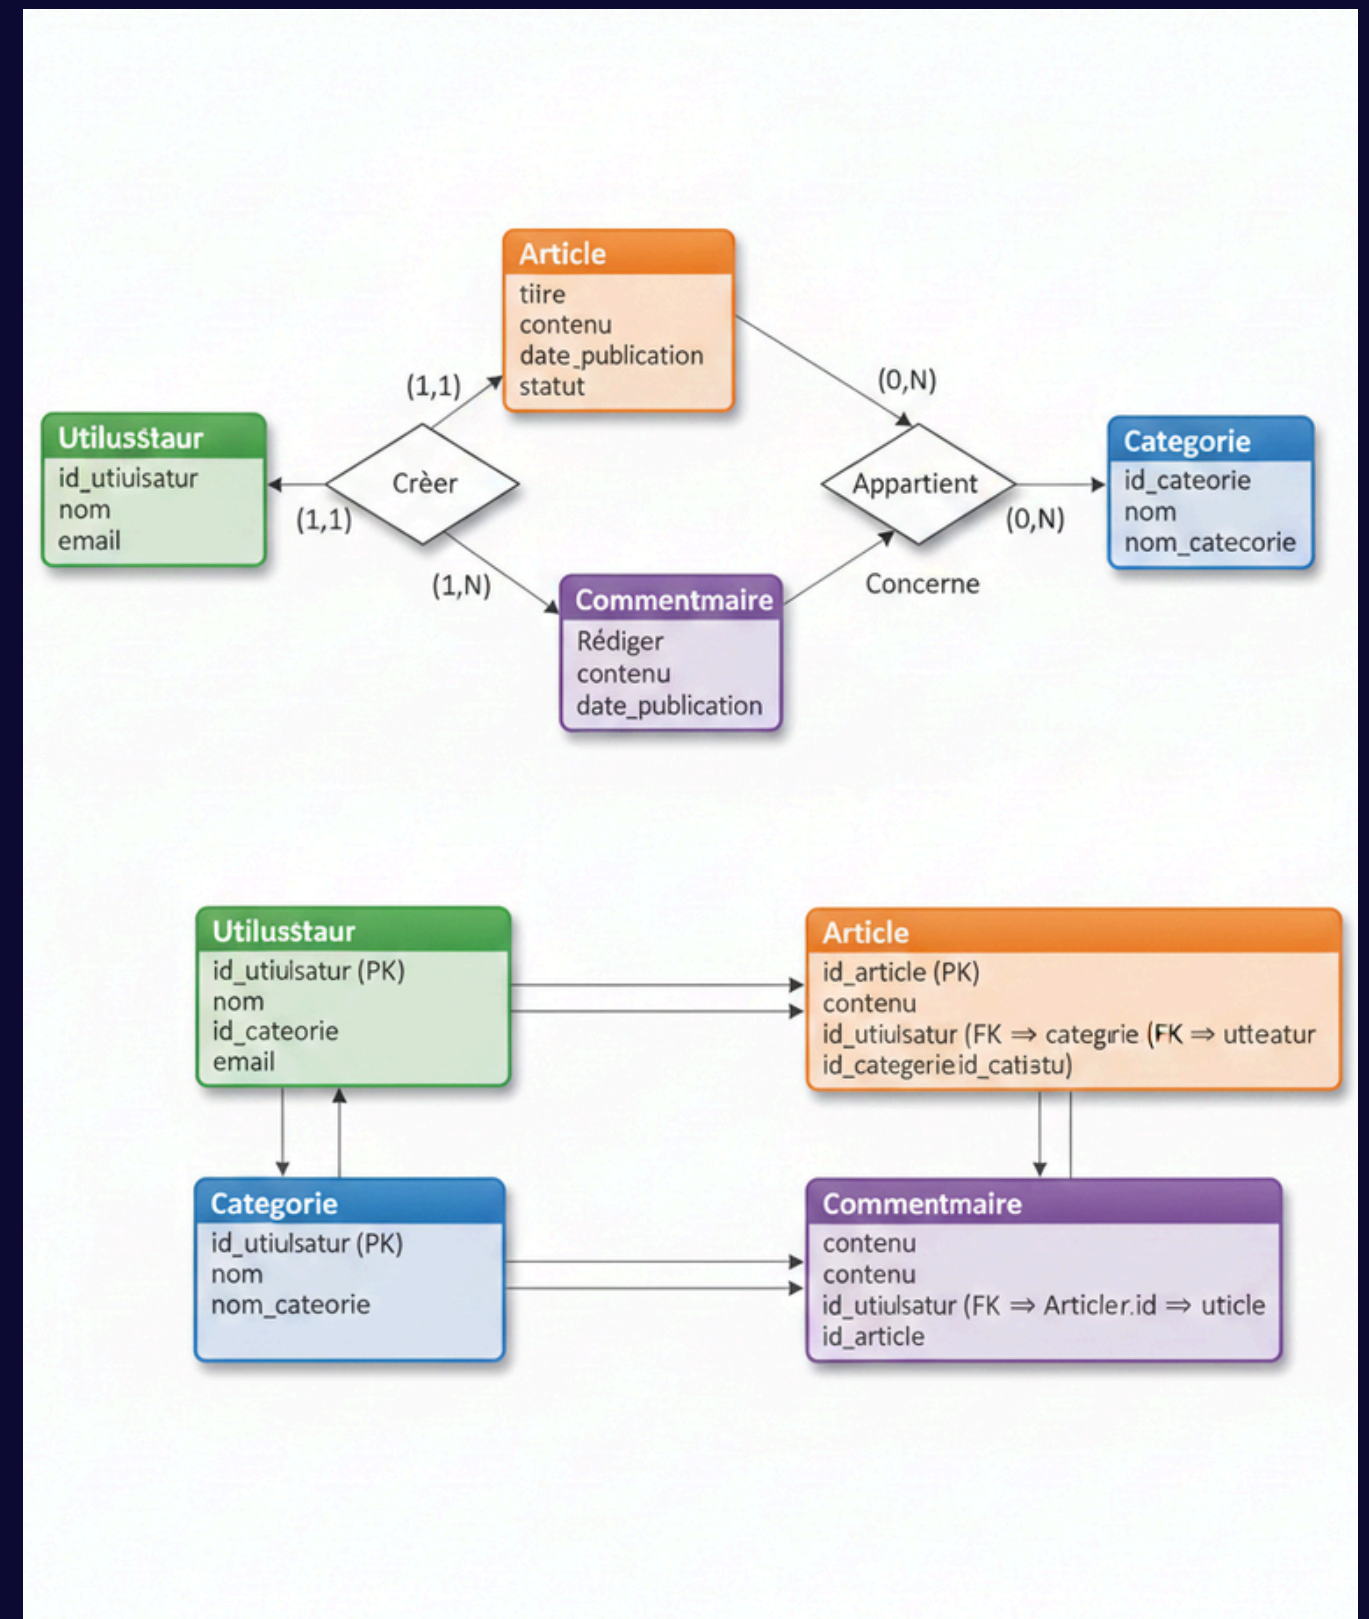 Article
tiire
contenu
date_publication
statut
(1,1)
(0,N)
Utilusstaur
id_utiuisatur
nom
email
Crèer
(1,1)
Appartient
(0,N)
Categorie
id_cateorie
nom
nom_catecorie
(1,N)
Concerne
Commentmaire
Rédiger
contenu
date_publication
Utilusstaur
id_utiulsatur (PK)
nom
id_cateorie
email
Article
id_article (PK)
contenu
id_utiulsatur (FK ⇒ categirie (FK ⇒ utteatur
id_categerieid_catistu)
Categorie
id_utiulsatur (PK)
nom
nom_cateorie
Commentmaire
contenu
contenu
id_utiulsatur (FK ⇒ Articler.id ⇒ uticle
id_article